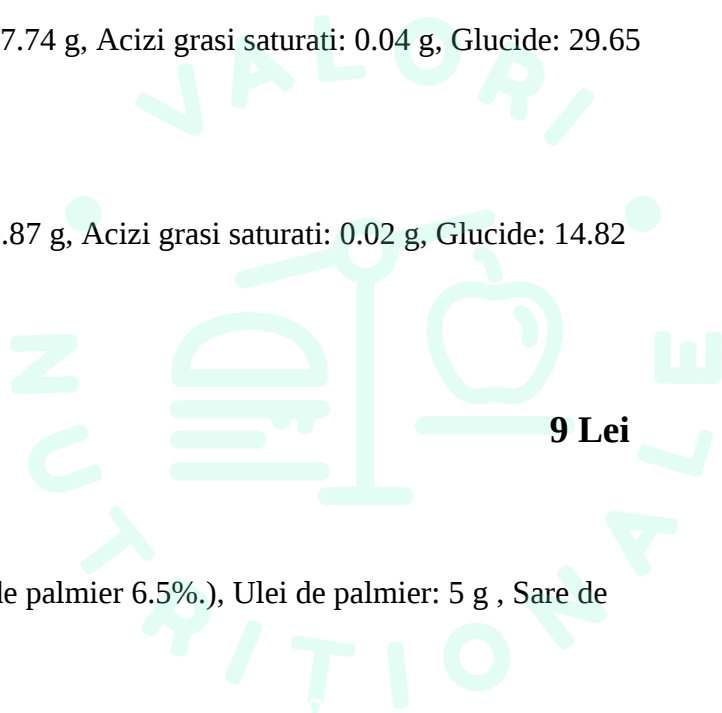 7.74 g, Acizi grasi saturati: 0.04 g, Glucide: 29.65
.87 g, Acizi grasi saturati: 0.02 g, Glucide: 14.82
9 Lei
de palmier 6.5%.), Ulei de palmier: 5 g , Sare de
VALORI
NUTRITIONALE